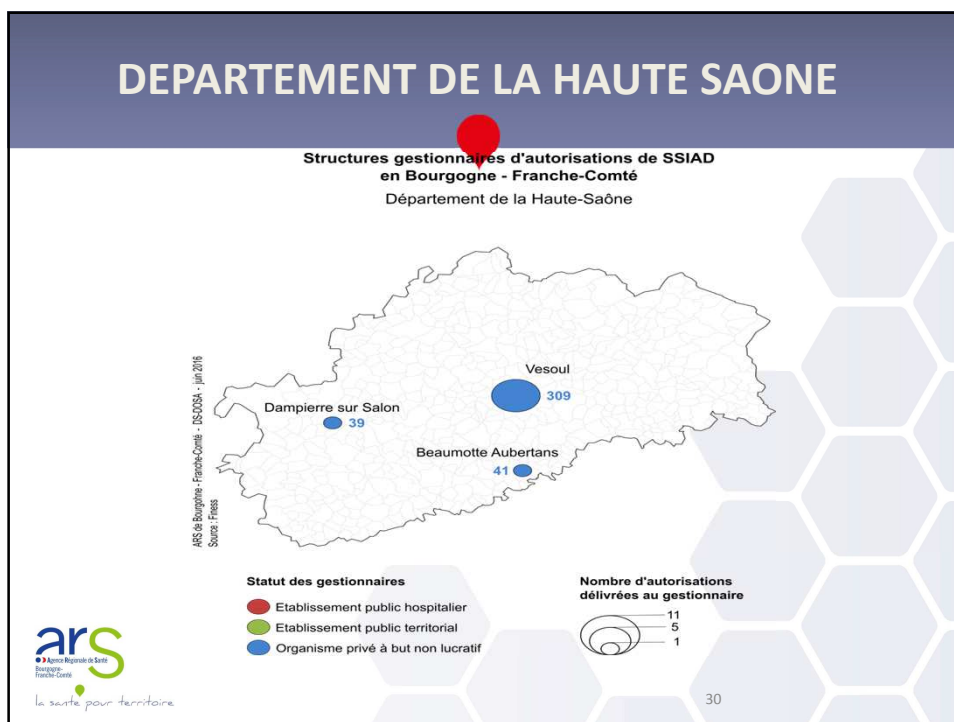 DEPARTEMENT DE LA HAUTE SAONE
Structures gestionnaires d'autorisations de SSIAD
en Bourgogne - Franche-Comté
Département de la Haute-Saône
Vesoul
309
Dampierre sur Salon
39
Beaumotte Aubertans
41
ARS de Bourgogne - Franche-Comté - DS-DOSA - juin 2016
Source : Finess
Statut des gestionnaires
Etablissement public hospitalier
Etablissement public territorial
Organisme privé à but non lucratif
Nombre d'autorisations
délivrées au gestionnaire
11
5
1
ars
Agence Régionale de Santé
Bourgogne-
Franche-Comté
la santé pour territoire
30